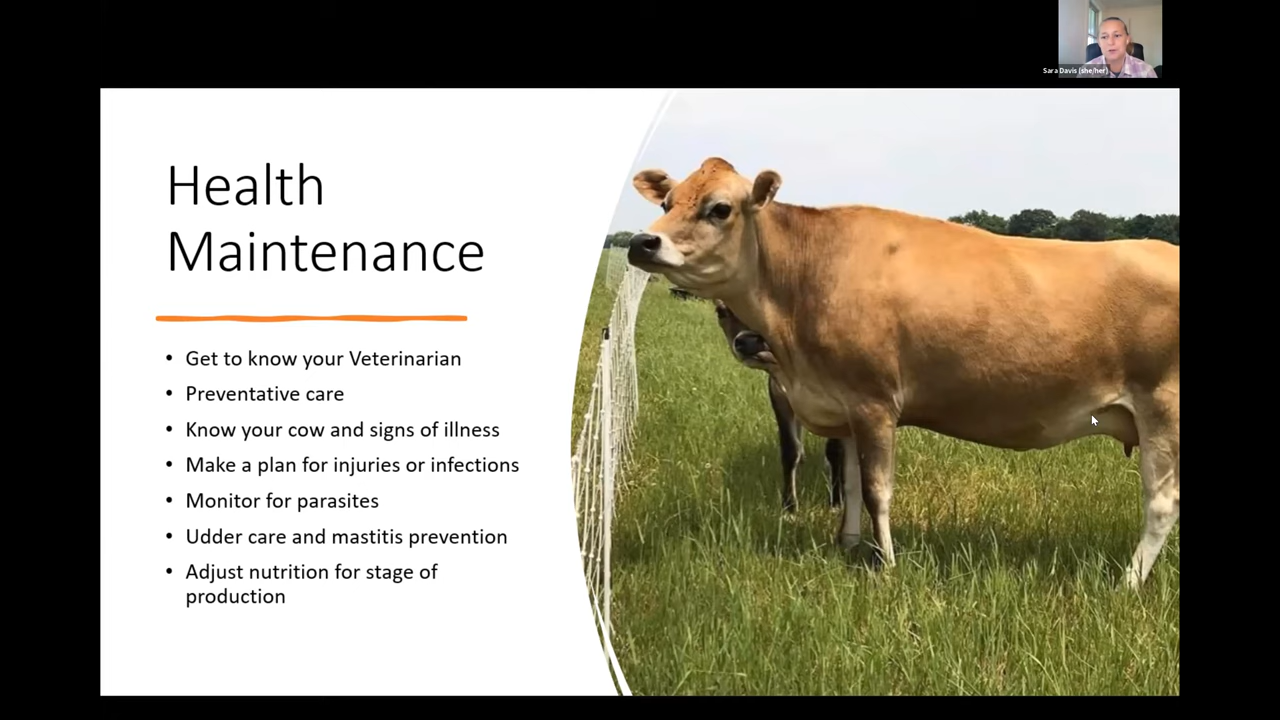 Sara Davis (she/her)
Health
Maintenance
• Get to know your Veterinarian
• Preventative care
• Know your cow and signs of illness
• Make a plan for injuries or infections
• Monitor for parasites
• Udder care and mastitis prevention
• Adjust nutrition for stage of
production